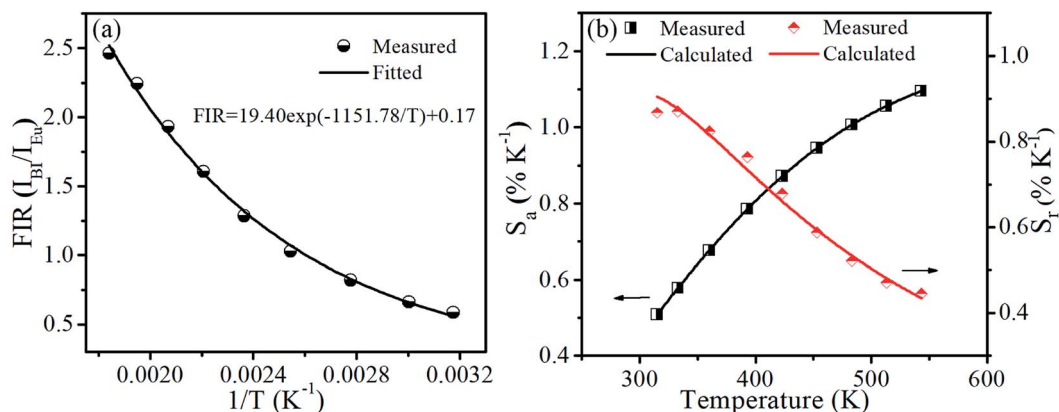 (a)
Measured
Fitted
FIR=19.40exp(-1151.78/T)+0.17
FIR (I_BI/I_Eu)
2.5
2.0
1.5
1.0
0.5
0.0020 0.0024 0.0028 0.0032
1/T (K⁻¹)
(b)
Measured Measured
Calculated Calculated
S_a (% K⁻¹)
1.2
1.0
0.8
0.6
0.4
300 400 500 600
Temperature (K)
1.0
0.8
0.6
0.4
S_r (% K⁻¹)